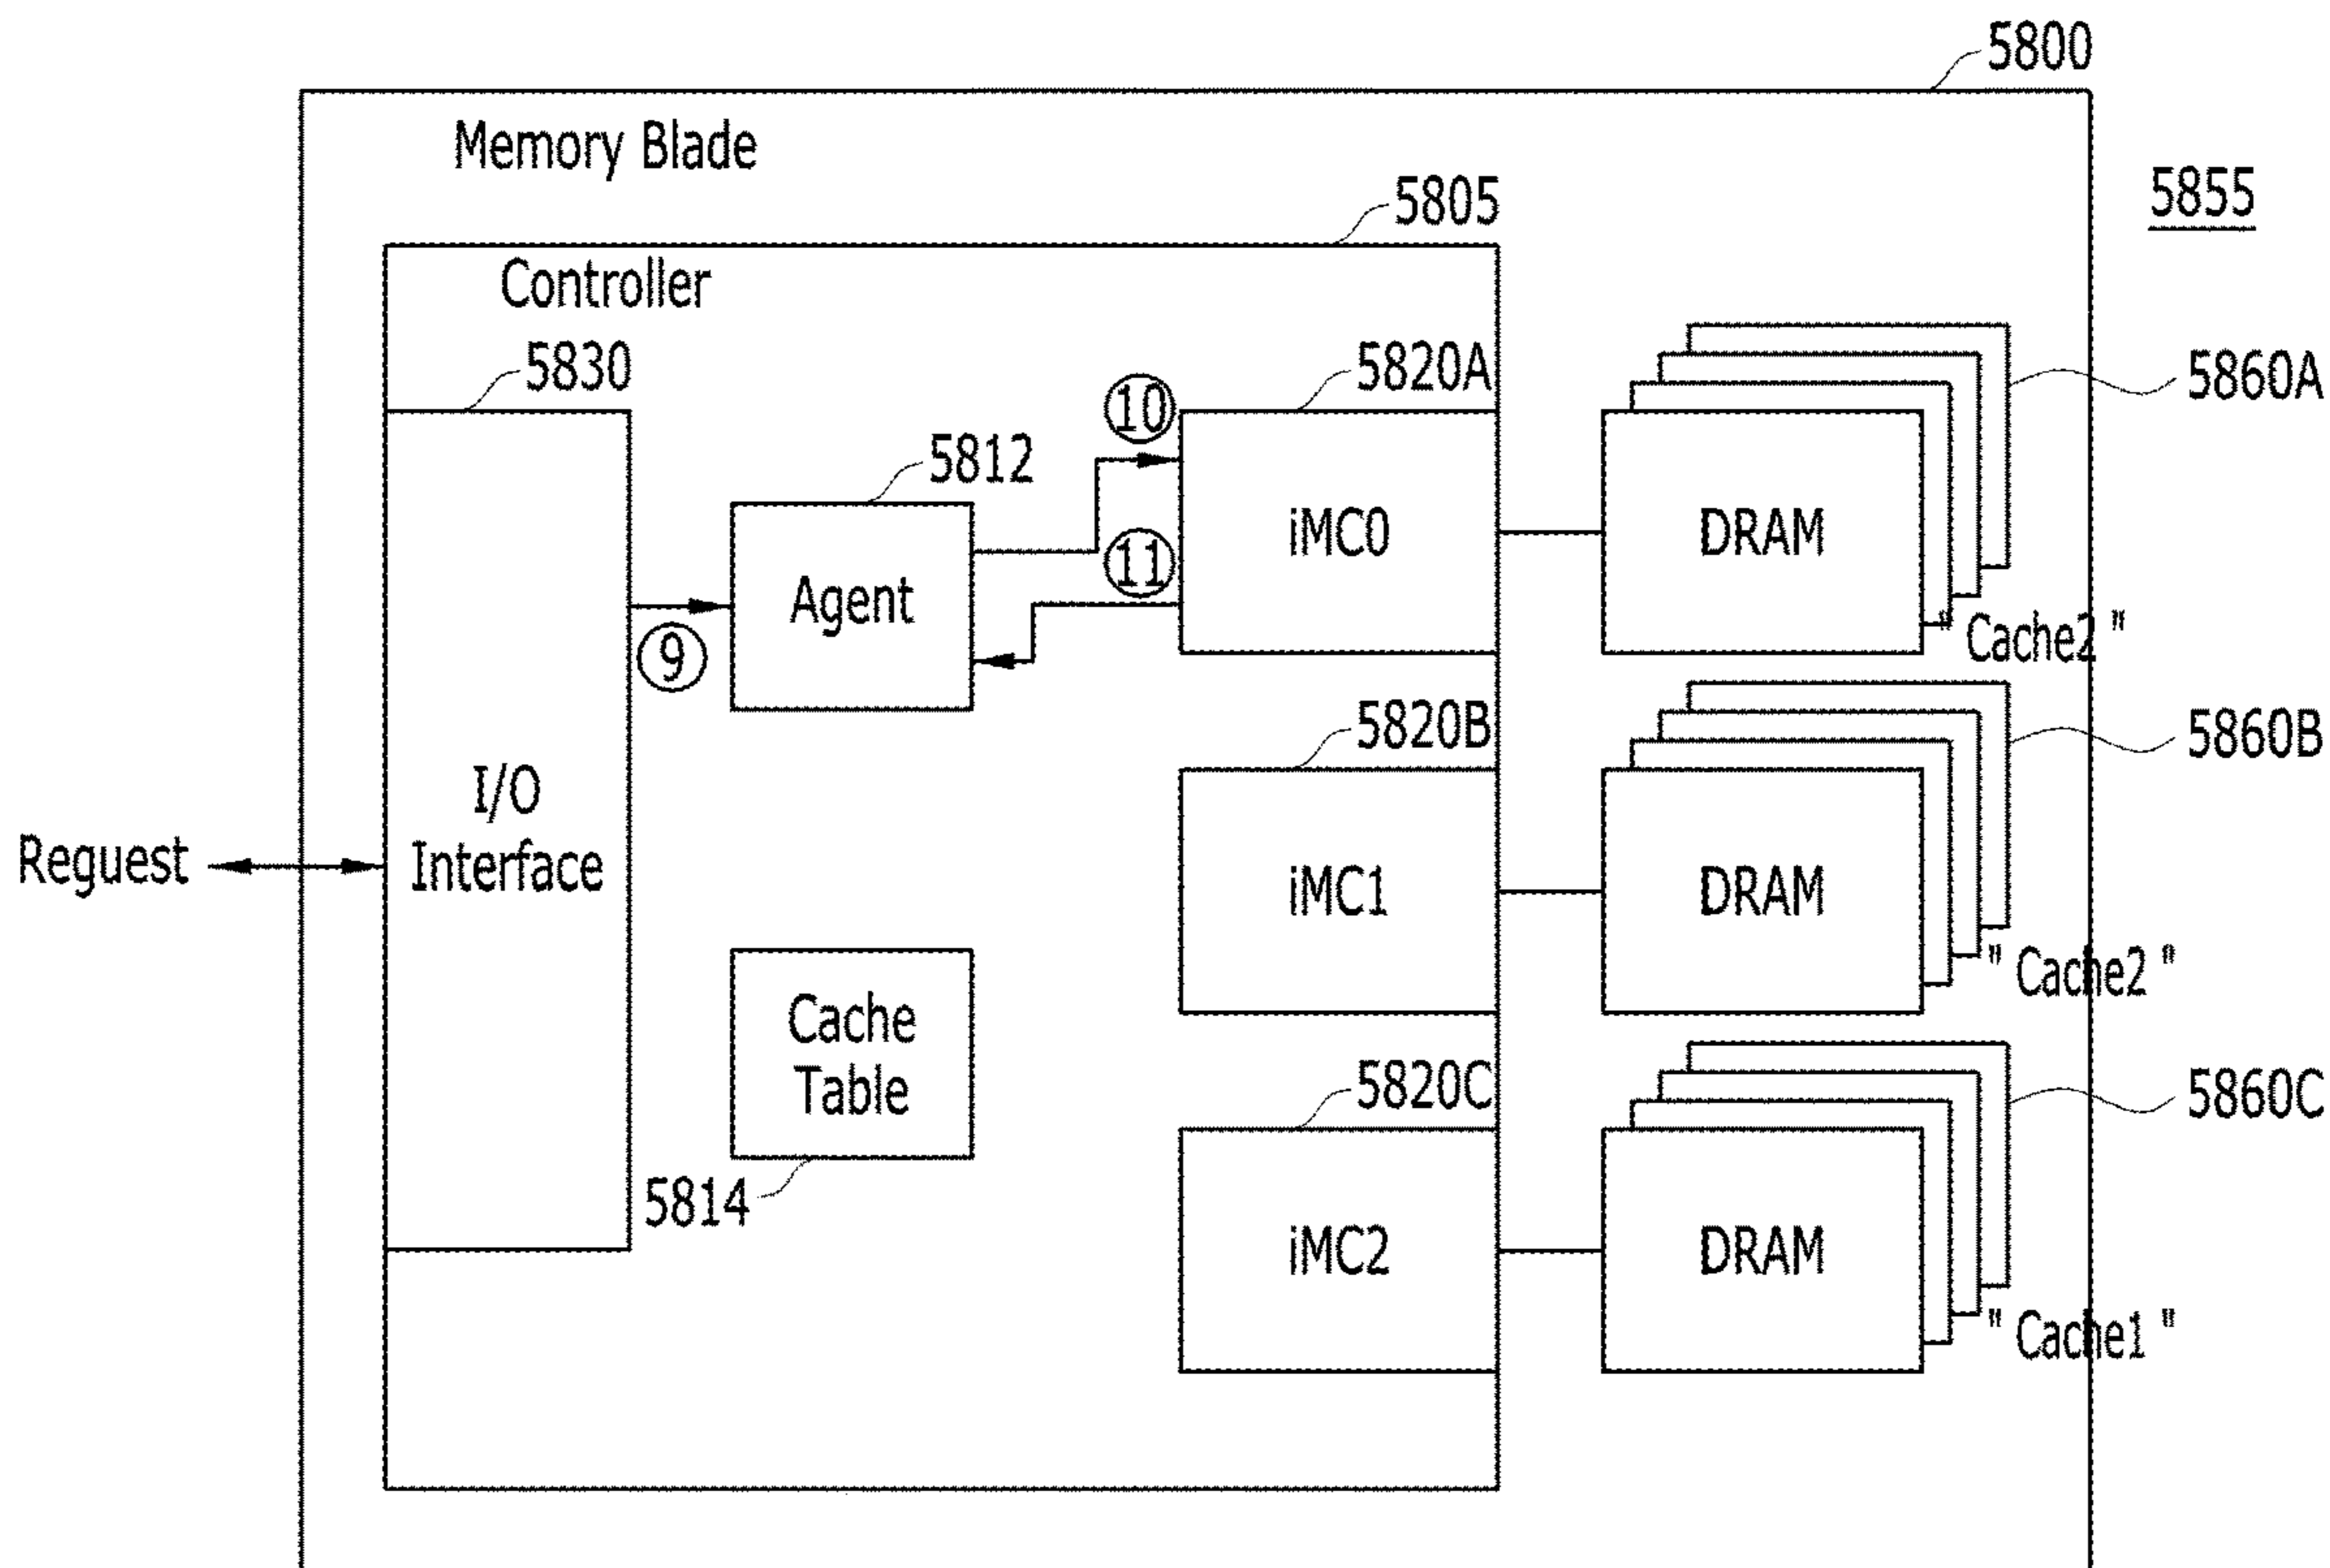 5800
Memory Blade
5855
5805
Controller
5830
5820A
5860A
⑩
5812
iMC0
DRAM
⑪
Agent
⑨
" Cache2 "
5820B
5860B
I/O
Interface
Reguest
iMC1
DRAM
" Cache2 "
Cache
Table
5814
5820C
5860C
iMC2
DRAM
" Cache1 "